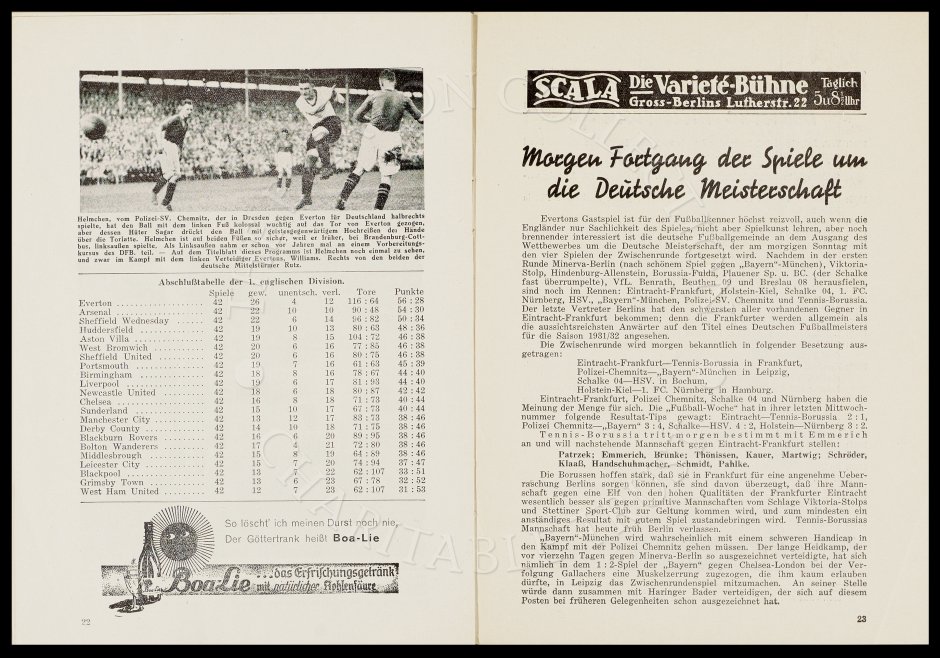 Helmchen, vom Polizei-SV. Chemnitz, der in Dresden gegen Everton für Deutschland halbrechts
spielte, hat den Ball mit dem linken Fuß kolossal wuchtig auf das Tor von Everton gezogen,
aber dessen Hüter Sagar drückt den Ball mit geistesgegenwärtigem Hochreißen der Hände
über die Torlatte. Helmchen ist auf beiden Füßen so sicher, weil er früher, bei Brandenburg-Cott-
bus, linksaußen spielte. Als Linksaußen nahm er schon vor Jahren mal an einem Vorbereitungs-
kursus des DFB. teil. — Auf dem Titelblatt dieses Programms ist Helmchen noch einmal zu sehen,
und zwar im Kampf mit dem linken Verteidiger Evertons, Williams. Rechts von den beiden der
deutsche Mittelstürmer Rutz.
Abschlußtabelle der 1. englischen Division.
Spiele gew. unentsch. verl. Tore Punkte
Everton 42 26 4 12 116 : 64 56 : 28
Arsenal 42 22 10 10 90 : 48 54 : 30
Sheffield Wednesday 42 22 6 14 96 : 82 50 : 34
Huddersfield 42 19 10 13 80 : 63 48 : 36
Aston Villa 42 19 8 15 104 : 72 46 : 38
West Bromwich 42 20 6 16 77 : 85 46 : 38
Sheffield United 42 20 6 16 80 : 75 46 : 38
Portsmouth 42 19 7 16 61 : 63 45 : 39
Birmingham 42 18 8 16 78 : 67 44 : 40
Liverpool 42 19 6 17 81 : 93 44 : 40
Newcastle United 42 18 6 18 80 : 87 42 : 42
Chelsea 42 16 8 18 71 : 73 40 : 44
Sunderland 42 15 10 17 67 : 73 40 : 44
Manchester City 42 13 12 17 83 : 73 38 : 46
Derby County 42 14 10 18 71 : 75 38 : 46
Blackburn Rovers 42 16 6 20 89 : 95 38 : 46
Bolton Wanderers 42 17 4 21 72 : 80 38 : 46
Middlesbrough 42 15 8 19 64 : 89 38 : 46
Leicester City 42 15 7 20 74 : 94 37 : 47
Blackpool 42 13 7 22 62 : 107 33 : 51
Grimsby Town 42 13 6 23 67 : 78 32 : 52
West Ham United 42 12 7 23 62 : 107 31 : 53
So löscht' ich meinen Durst noch nie,
Der Göttertrank heißt Boa-Lie
Boa-Lie ...das Erfrischungsgetränk
mit natürlicher Kohlensäure
22
SCALA Die Varieté-Bühne Täglich
Gross-Berlins Lutherstr. 22 5 u 8½ Uhr
Morgen Fortgang der Spiele um
die Deutsche Meisterschaft
Evertons Gastspiel ist für den Fußballkenner höchst reizvoll, auch wenn die
Engländer nur Sachlichkeit des Spieles, nicht aber Spielkunst lehren, aber noch
brennender interessiert ist die deutsche Fußballgemeinde an dem Ausgang des
Wettbewerbes um die Deutsche Meisterschaft, der am morgigen Sonntag mit
den vier Spielen der Zwischenrunde fortgesetzt wird. Nachdem in der ersten
Runde Minerva-Berlin (nach schönem Spiel gegen „Bayern“-München), Viktoria-
Stolp, Hindenburg-Allenstein, Borussia-Fulda, Plauener Sp. u. BC. (der Schalke
fast überrumpelte), VfL. Benrath, Beuthen 09 und Breslau 08 herausfielen,
sind noch im Rennen: Eintracht-Frankfurt, Holstein-Kiel, Schalke 04, 1. FC.
Nürnberg, HSV., „Bayern“-München, Polizei-SV. Chemnitz und Tennis-Borussia.
Der letzte Vertreter Berlins hat den schwersten aller vorhandenen Gegner in
Eintracht-Frankfurt bekommen; denn die Frankfurter werden allgemein als
die aussichtsreichsten Anwärter auf den Titel eines Deutschen Fußballmeisters
für die Saison 1931/32 angesehen.
Die Zwischenrunde wird morgen bekanntlich in folgender Besetzung aus-
getragen:
Eintracht-Frankfurt—Tennis-Borussia in Frankfurt,
Polizei-Chemnitz—„Bayern“-München in Leipzig,
Schalke 04—HSV. in Bochum,
Holstein-Kiel—1. FC. Nürnberg in Hamburg.
Eintracht-Frankfurt, Polizei Chemnitz, Schalke 04 und Nürnberg haben die
Meinung der Menge für sich. Die „Fußball-Woche“ hat in ihrer letzten Mittwoch-
nummer folgende Resultat-Tips gewagt: Eintracht—Tennis-Borussia 2 : 1,
Polizei Chemnitz—„Bayern“ 3 : 4, Schalke—HSV. 4 : 2, Holstein—Nürnberg 3 : 2.
Tennis-Borussia tritt morgen bestimmt mit Emmerich
an und will nachstehende Mannschaft gegen Eintracht-Frankfurt stellen:
Patrzek; Emmerich, Brunke; Thönissen, Kauer, Martwig; Schröder,
Klaaß, Handschuhmacher, Schmidt, Pahlke.
Die Borussen hoffen stark, daß sie in Frankfurt für eine angenehme Ueber-
raschung Berlins sorgen können, sie sind davon überzeugt, daß ihre Mann-
schaft gegen eine Elf von den hohen Qualitäten der Frankfurter Eintracht
wesentlich besser als gegen primitive Mannschaften vom Schlage Viktoria-Stolps
und Stettiner Sport-Club zur Geltung kommen wird, und zum mindesten ein
anständiges Resultat mit gutem Spiel zustandebringen wird. Tennis-Borussias
Mannschaft hat heute früh Berlin verlassen.
„Bayern“-München wird wahrscheinlich mit einem schweren Handicap in
den Kampf mit der Polizei Chemnitz gehen müssen. Der lange Heidkamp, der
vor vierzehn Tagen gegen Minerva-Berlin so ausgezeichnet verteidigte, hat sich
nämlich in dem 1 : 2-Spiel der „Bayern“ gegen Chelsea-London bei der Ver-
folgung Gallachers eine Muskelzerrung zugezogen, die ihm kaum erlauben
dürfte, in Leipzig das Zwischenrundenspiel mitzumachen. An seiner Stelle
würde dann zusammen mit Haringer Bader verteidigen, der sich auf diesem
Posten bei früheren Gelegenheiten schon ausgezeichnet hat.
23